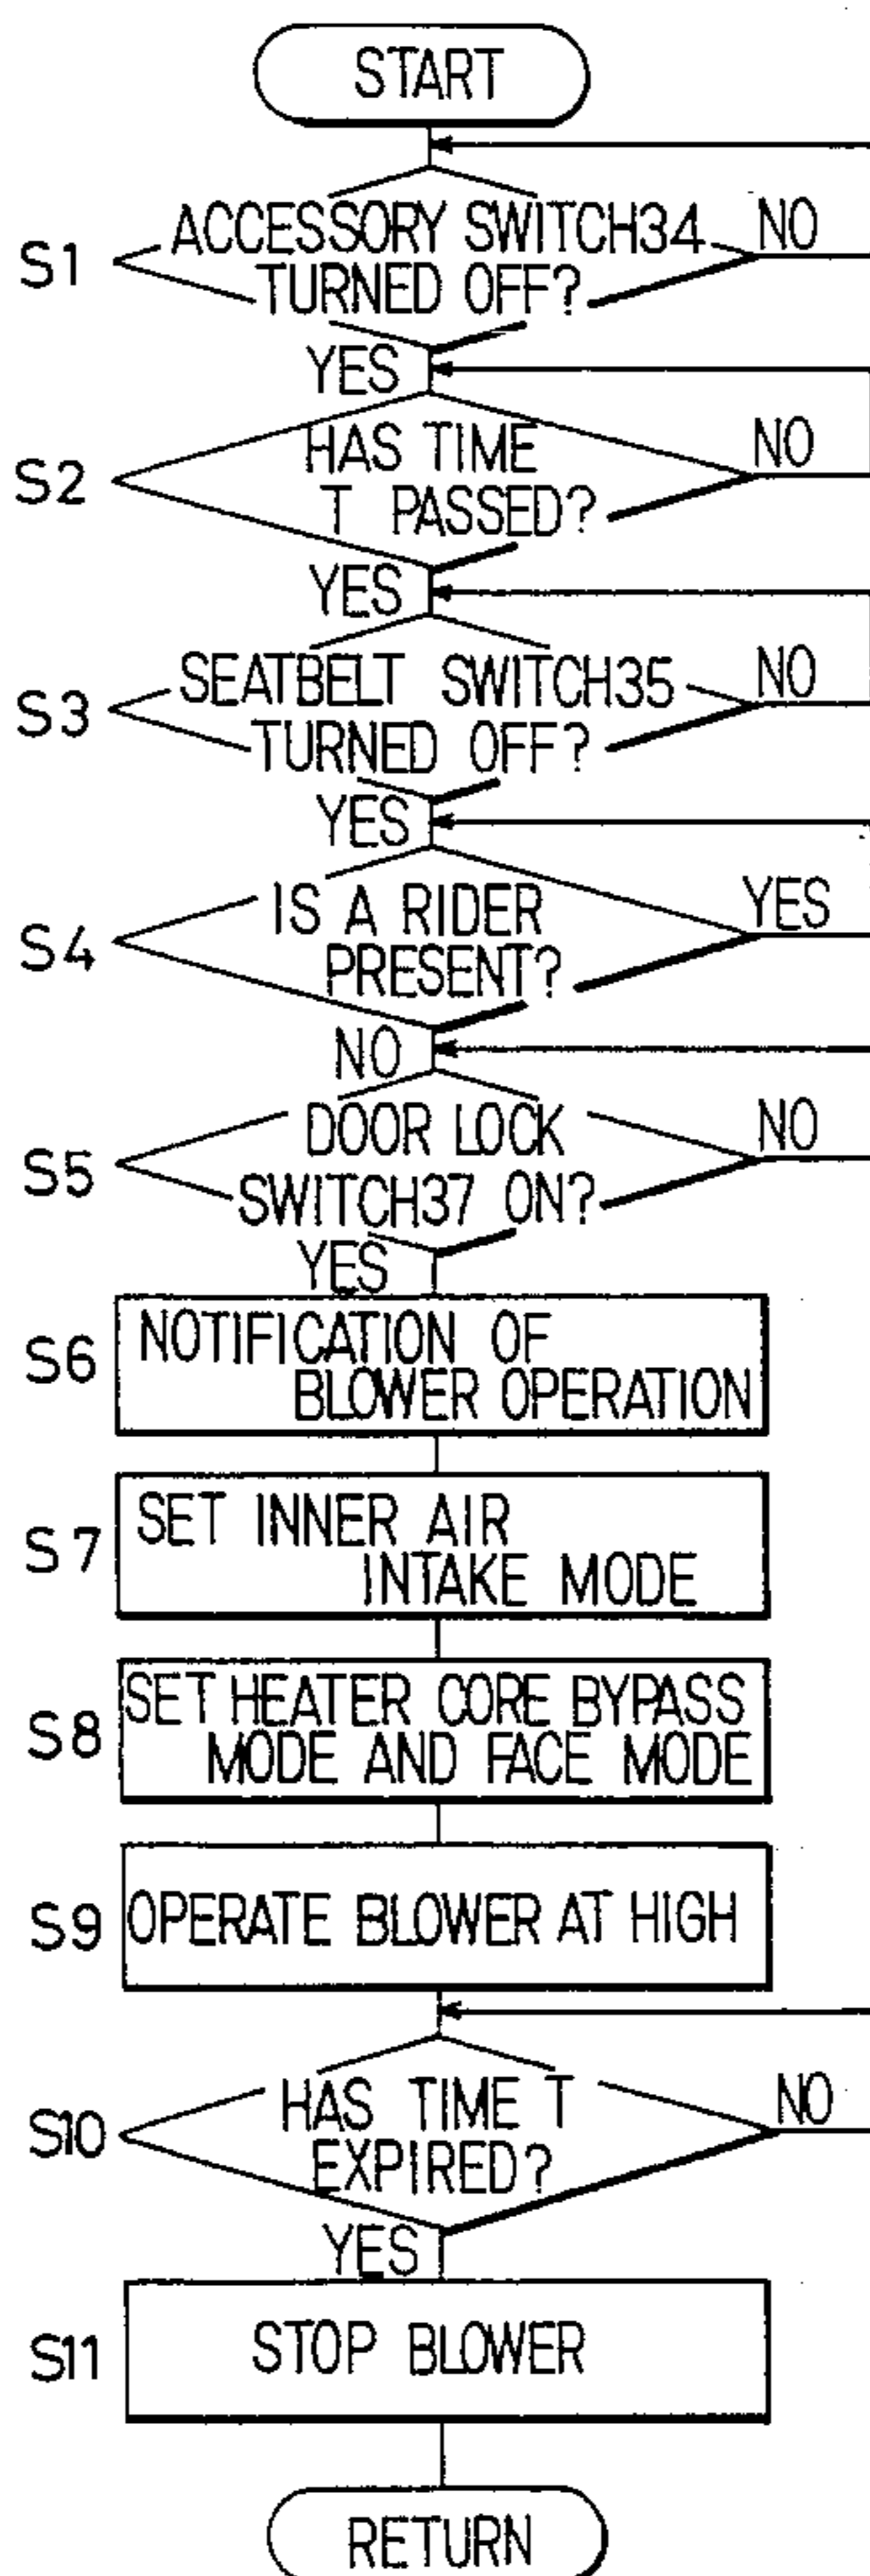 START
ACCESSORY SWITCH34
NO
S1
TURNED OFF?
YES
HAS TIME
NO
S2
T PASSED?
YES
SEATBELT SWITCH35
NO
S3
TURNED OFF?
YES
IS A RIDER
YES
S4
PRESENT?
NO
DOOR LOCK
NO
S5
SWITCH37 ON?
YES
S6
NOTIFICATION OF
BLOWER OPERATION
S7
SET INNER AIR
INTAKE MODE
S8
SET HEATER CORE BYPASS
MODE AND FACE MODE
S9
OPERATE BLOWER AT HIGH
HAS TIME T
NO
S10
EXPIRED?
YES
S11
STOP BLOWER
RETURN